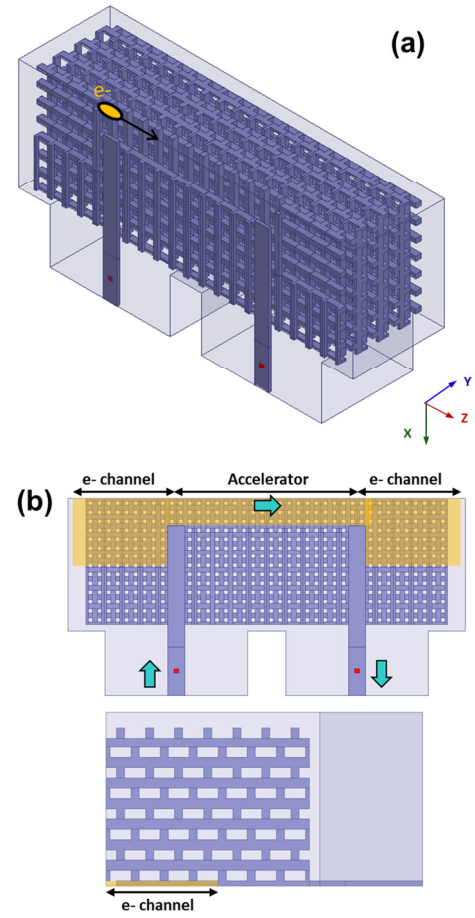 (a)
e-
Y
Z
X
(b)
e- channel
Accelerator
e- channel
e- channel